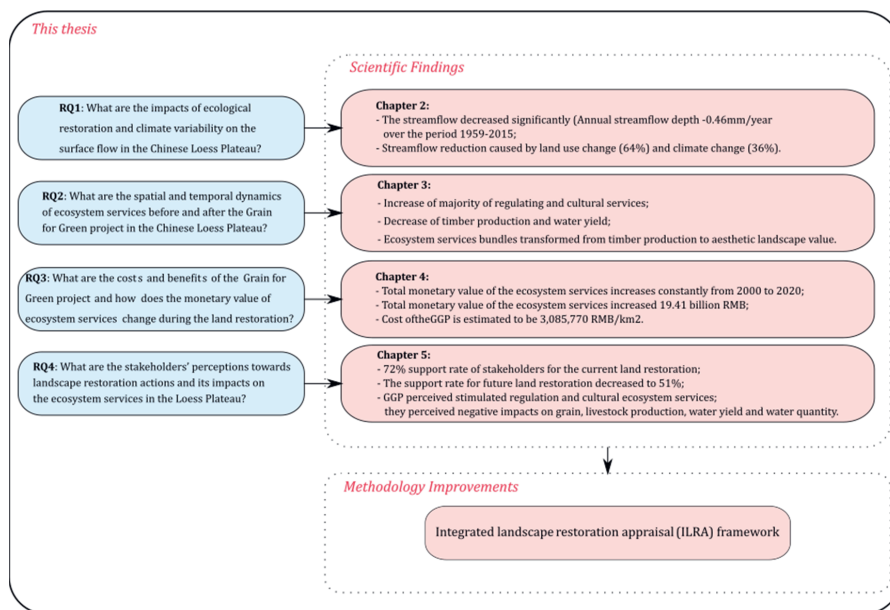 This thesis
Scientific Findings
RQ1: What are the impacts of ecological
restoration and climate variability on the
surface flow in the Chinese Loess Plateau?
Chapter 2:
- The streamflow decreased significantly (Annual streamflow depth -0.46mm/year
over the period 1959-2015;
- Streamflow reduction caused by land use change (64%) and climate change (36%).
RQ2: What are the spatial and temporal dynamics
of ecosystem services before and after the Grain
for Green project in the Chinese Loess Plateau?
Chapter 3:
- Increase of majority of regulating and cultural services;
- Decrease of timber production and water yield;
- Ecosystem services bundles transformed from timber production to aesthetic landscape value.
RQ3: What are the costs and benefits of the Grain for
Green project and how does the monetary value of
ecosystem services change during the land restoration?
Chapter 4:
- Total monetary value of the ecosystem services increases constantly from 2000 to 2020;
- Total monetary value of the ecosystem services increased 19.41 billion RMB;
- Cost oftheGGP is estimated to be 3,085,770 RMB/km2.
RQ4: What are the stakeholders' perceptions towards
landscape restoration actions and its impacts on
the ecosystem services in the Loess Plateau?
Chapter 5:
- 72% support rate of stakeholders for the current land restoration;
- The support rate for future land restoration decreased to 51%;
- GGP perceived stimulated regulation and cultural ecosystem services;
they perceived negative impacts on grain, livestock production, water yield and water quantity.
Methodology Improvements
Integrated landscape restoration appraisal (ILRA) framework